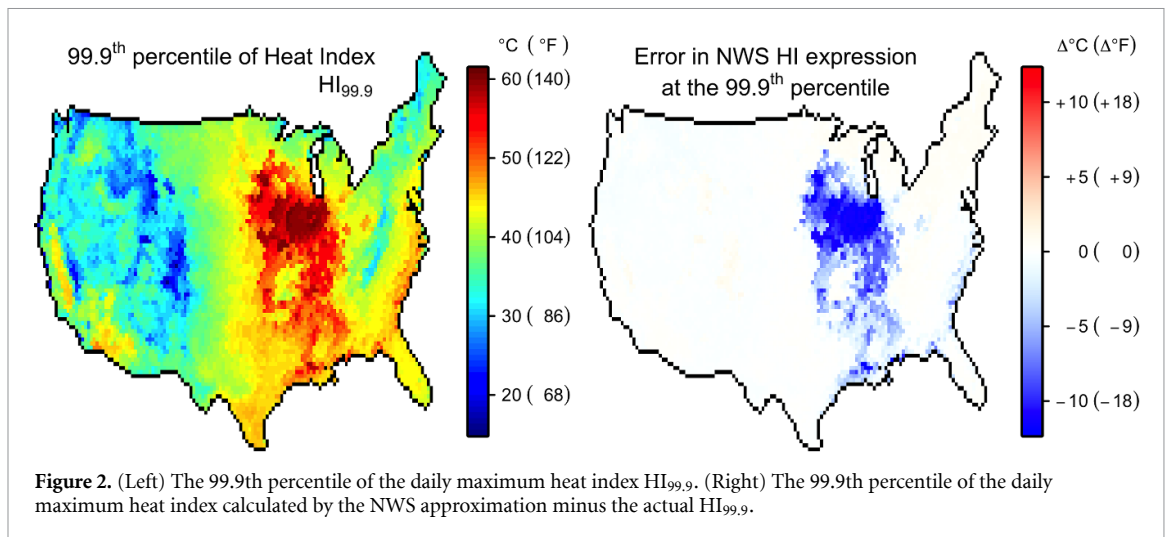 99.9th percentile of Heat Index
HI99.9
°C ( °F)
60 (140)
50 (122)
40 (104)
30 ( 86)
20 ( 68)
Error in NWS HI expression
at the 99.9th percentile
Δ°C (Δ°F)
+10 (+18)
+5 ( +9)
0 ( 0)
−5 ( −9)
−10 (−18)
Figure 2. (Left) The 99.9th percentile of the daily maximum heat index HI99.9. (Right) The 99.9th percentile of the daily
maximum heat index calculated by the NWS approximation minus the actual HI99.9.